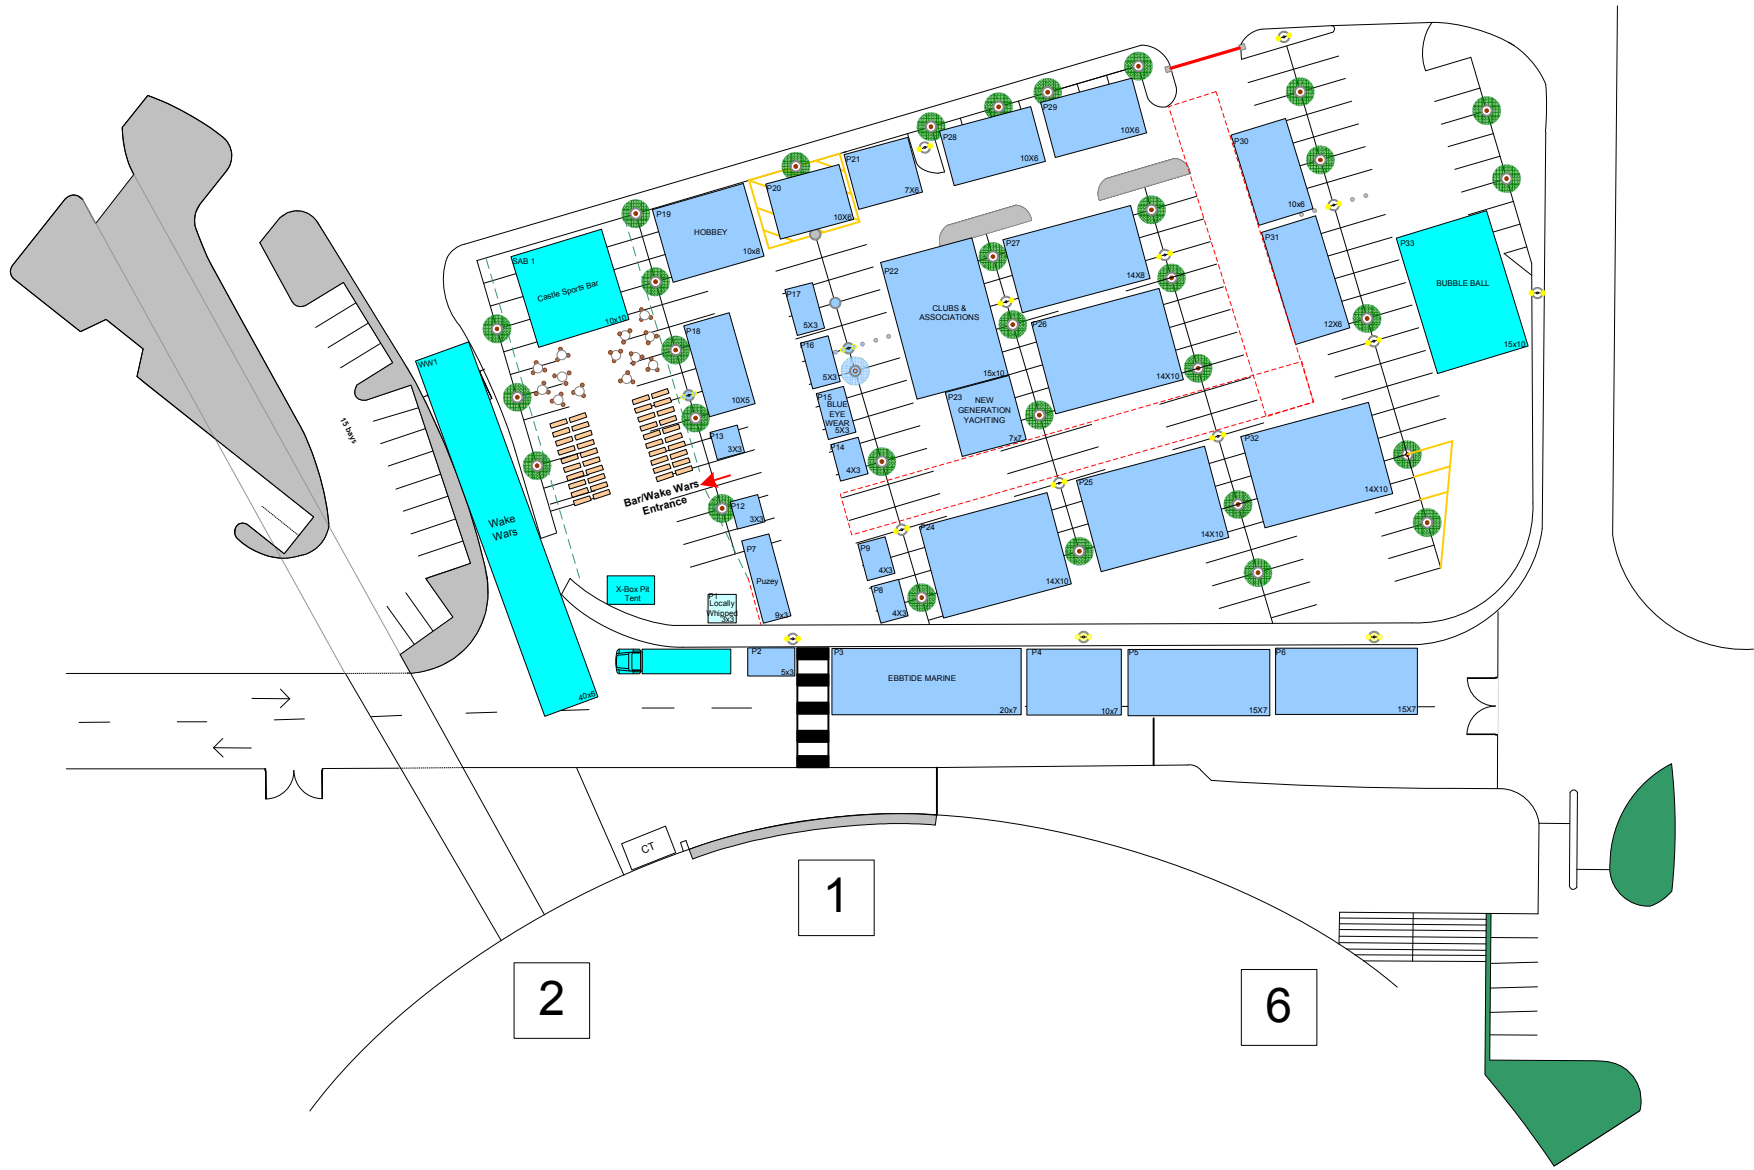 P29
10X6
P28
10X6
P21
7X6
P20
10X6
P19
HOBBEY
10x8
SAB 1
Castle Sports Bar
10x10
P30
10x6
P31
12X6
P33
BUBBLE BALL
15x10
P27
14X8
P22
CLUBS &
ASSOCIATIONS
15x10
P26
14X10
P23
NEW
GENERATION
YACHTING
7x7
P17
5X3
P16
5X3
P15
BLUE
EYE
WEAR
5X3
P14
4X3
P18
10X5
P13
3X3
WW1
Wake
Wars
40x6
15 bays
Bar/Wake Wars
Entrance
P12
3X3
P7
Puzey
9x3
P9
4X3
P8
4X3
P24
14X10
P25
14X10
P32
14X10
X-Box Pit
Tent
P1
Locally
Whipped
3x3
P2
5x3
P3
EBBTIDE MARINE
20x7
P4
10x7
P5
15X7
P6
15X7
CT
1
2
6